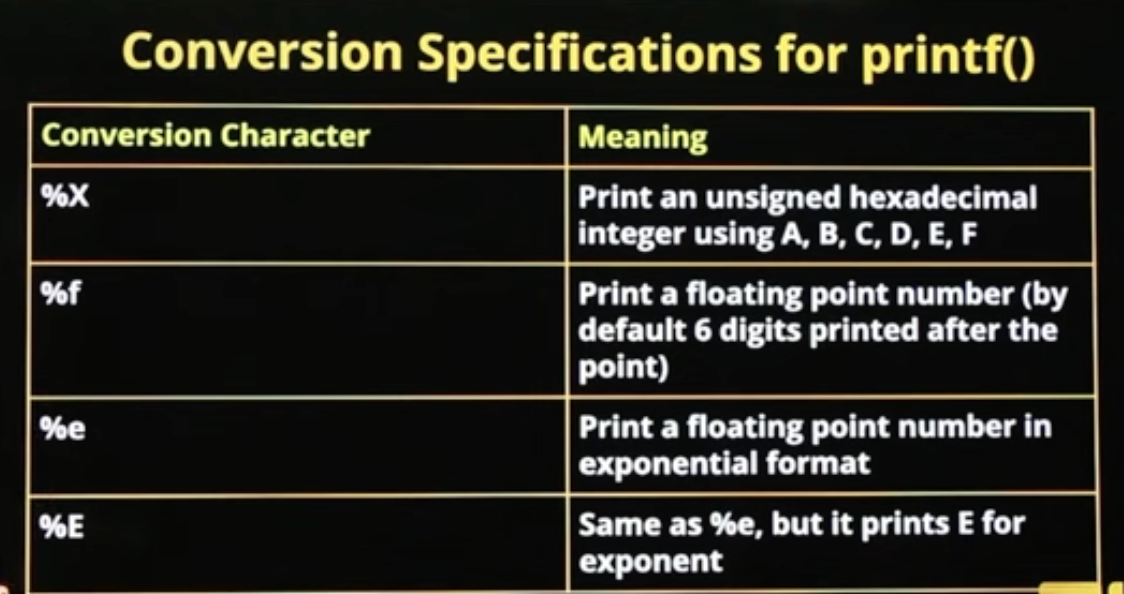 Conversion Specifications for printf()
Conversion Character
Meaning
%X
Print an unsigned hexadecimal
integer using A, B, C, D, E, F
%f
Print a floating point number (by
default 6 digits printed after the
point)
%e
Print a floating point number in
exponential format
%E
Same as %e, but it prints E for
exponent